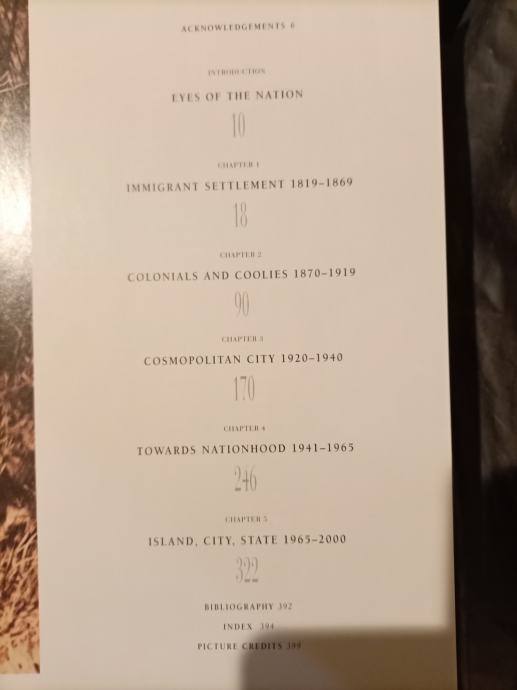 ACKNOWLEDGEMENTS 6
INTRODUCTION
EYES OF THE NATION
10
CHAPTER 1
IMMIGRANT SETTLEMENT 1819–1869
18
CHAPTER 2
COLONIALS AND COOLIES 1870–1919
90
CHAPTER 3
COSMOPOLITAN CITY 1920–1940
170
CHAPTER 4
TOWARDS NATIONHOOD 1941–1965
246
CHAPTER 5
ISLAND, CITY, STATE 1965–2000
322
BIBLIOGRAPHY 392
INDEX 394
PICTURE CREDITS 399